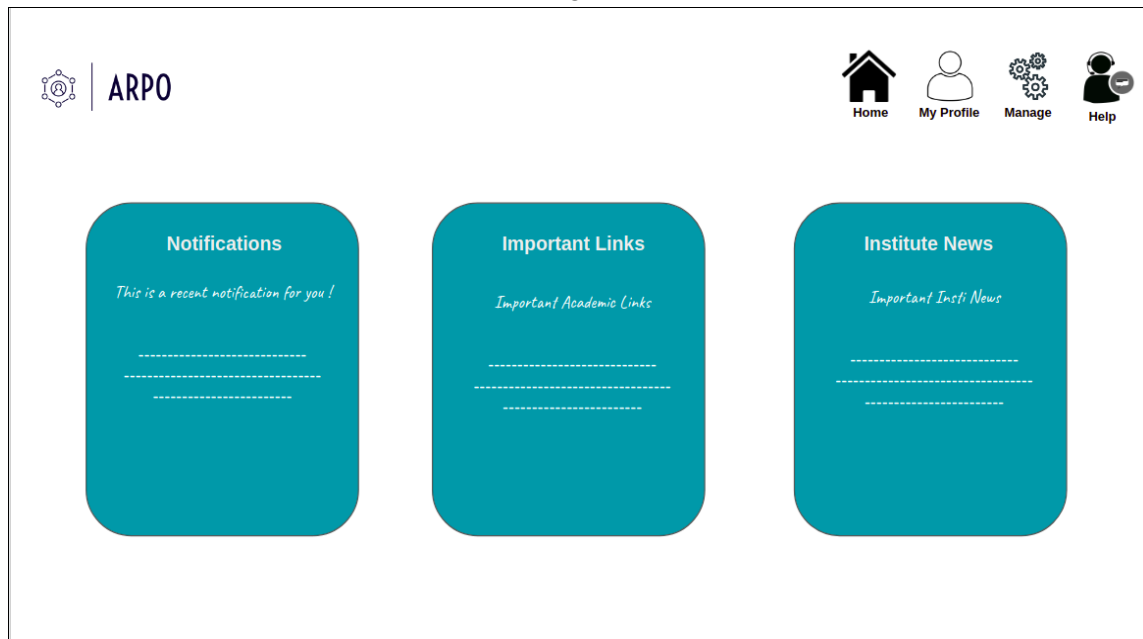 ARPO
Home
My Profile
Manage
Help
Notifications
This is a recent notification for you !
-----------------------------
----------------------------------
------------------------
Important Links
Important Academic Links
-----------------------------
----------------------------------
------------------------
Institute News
Important Insti News
-----------------------------
----------------------------------
------------------------